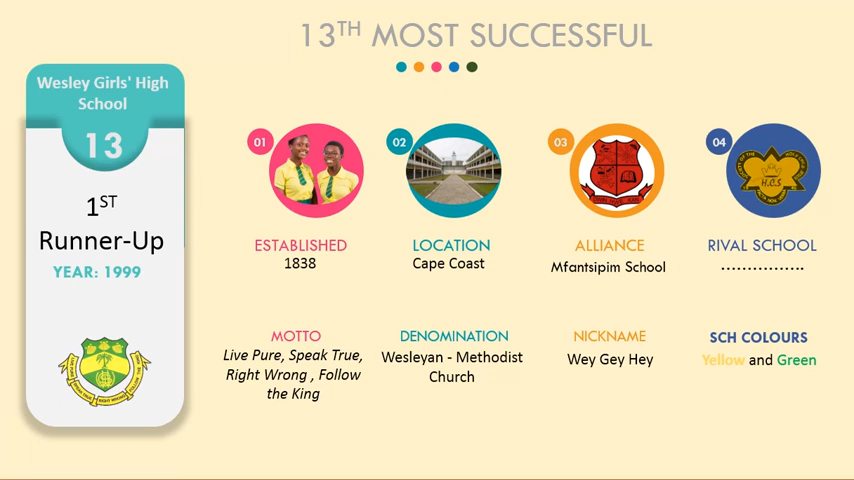 13TH MOST SUCCESSFUL
Wesley Girls' High
School
13
1ST
Runner-Up
YEAR: 1999
01
ESTABLISHED
1838
02
LOCATION
Cape Coast
03
ALLIANCE
Mfantsipim School
04
H.C.S
RIVAL SCHOOL
................
MOTTO
Live Pure, Speak True,
Right Wrong , Follow
the King
DENOMINATION
Wesleyan - Methodist
Church
NICKNAME
Wey Gey Hey
SCH COLOURS
Yellow and Green